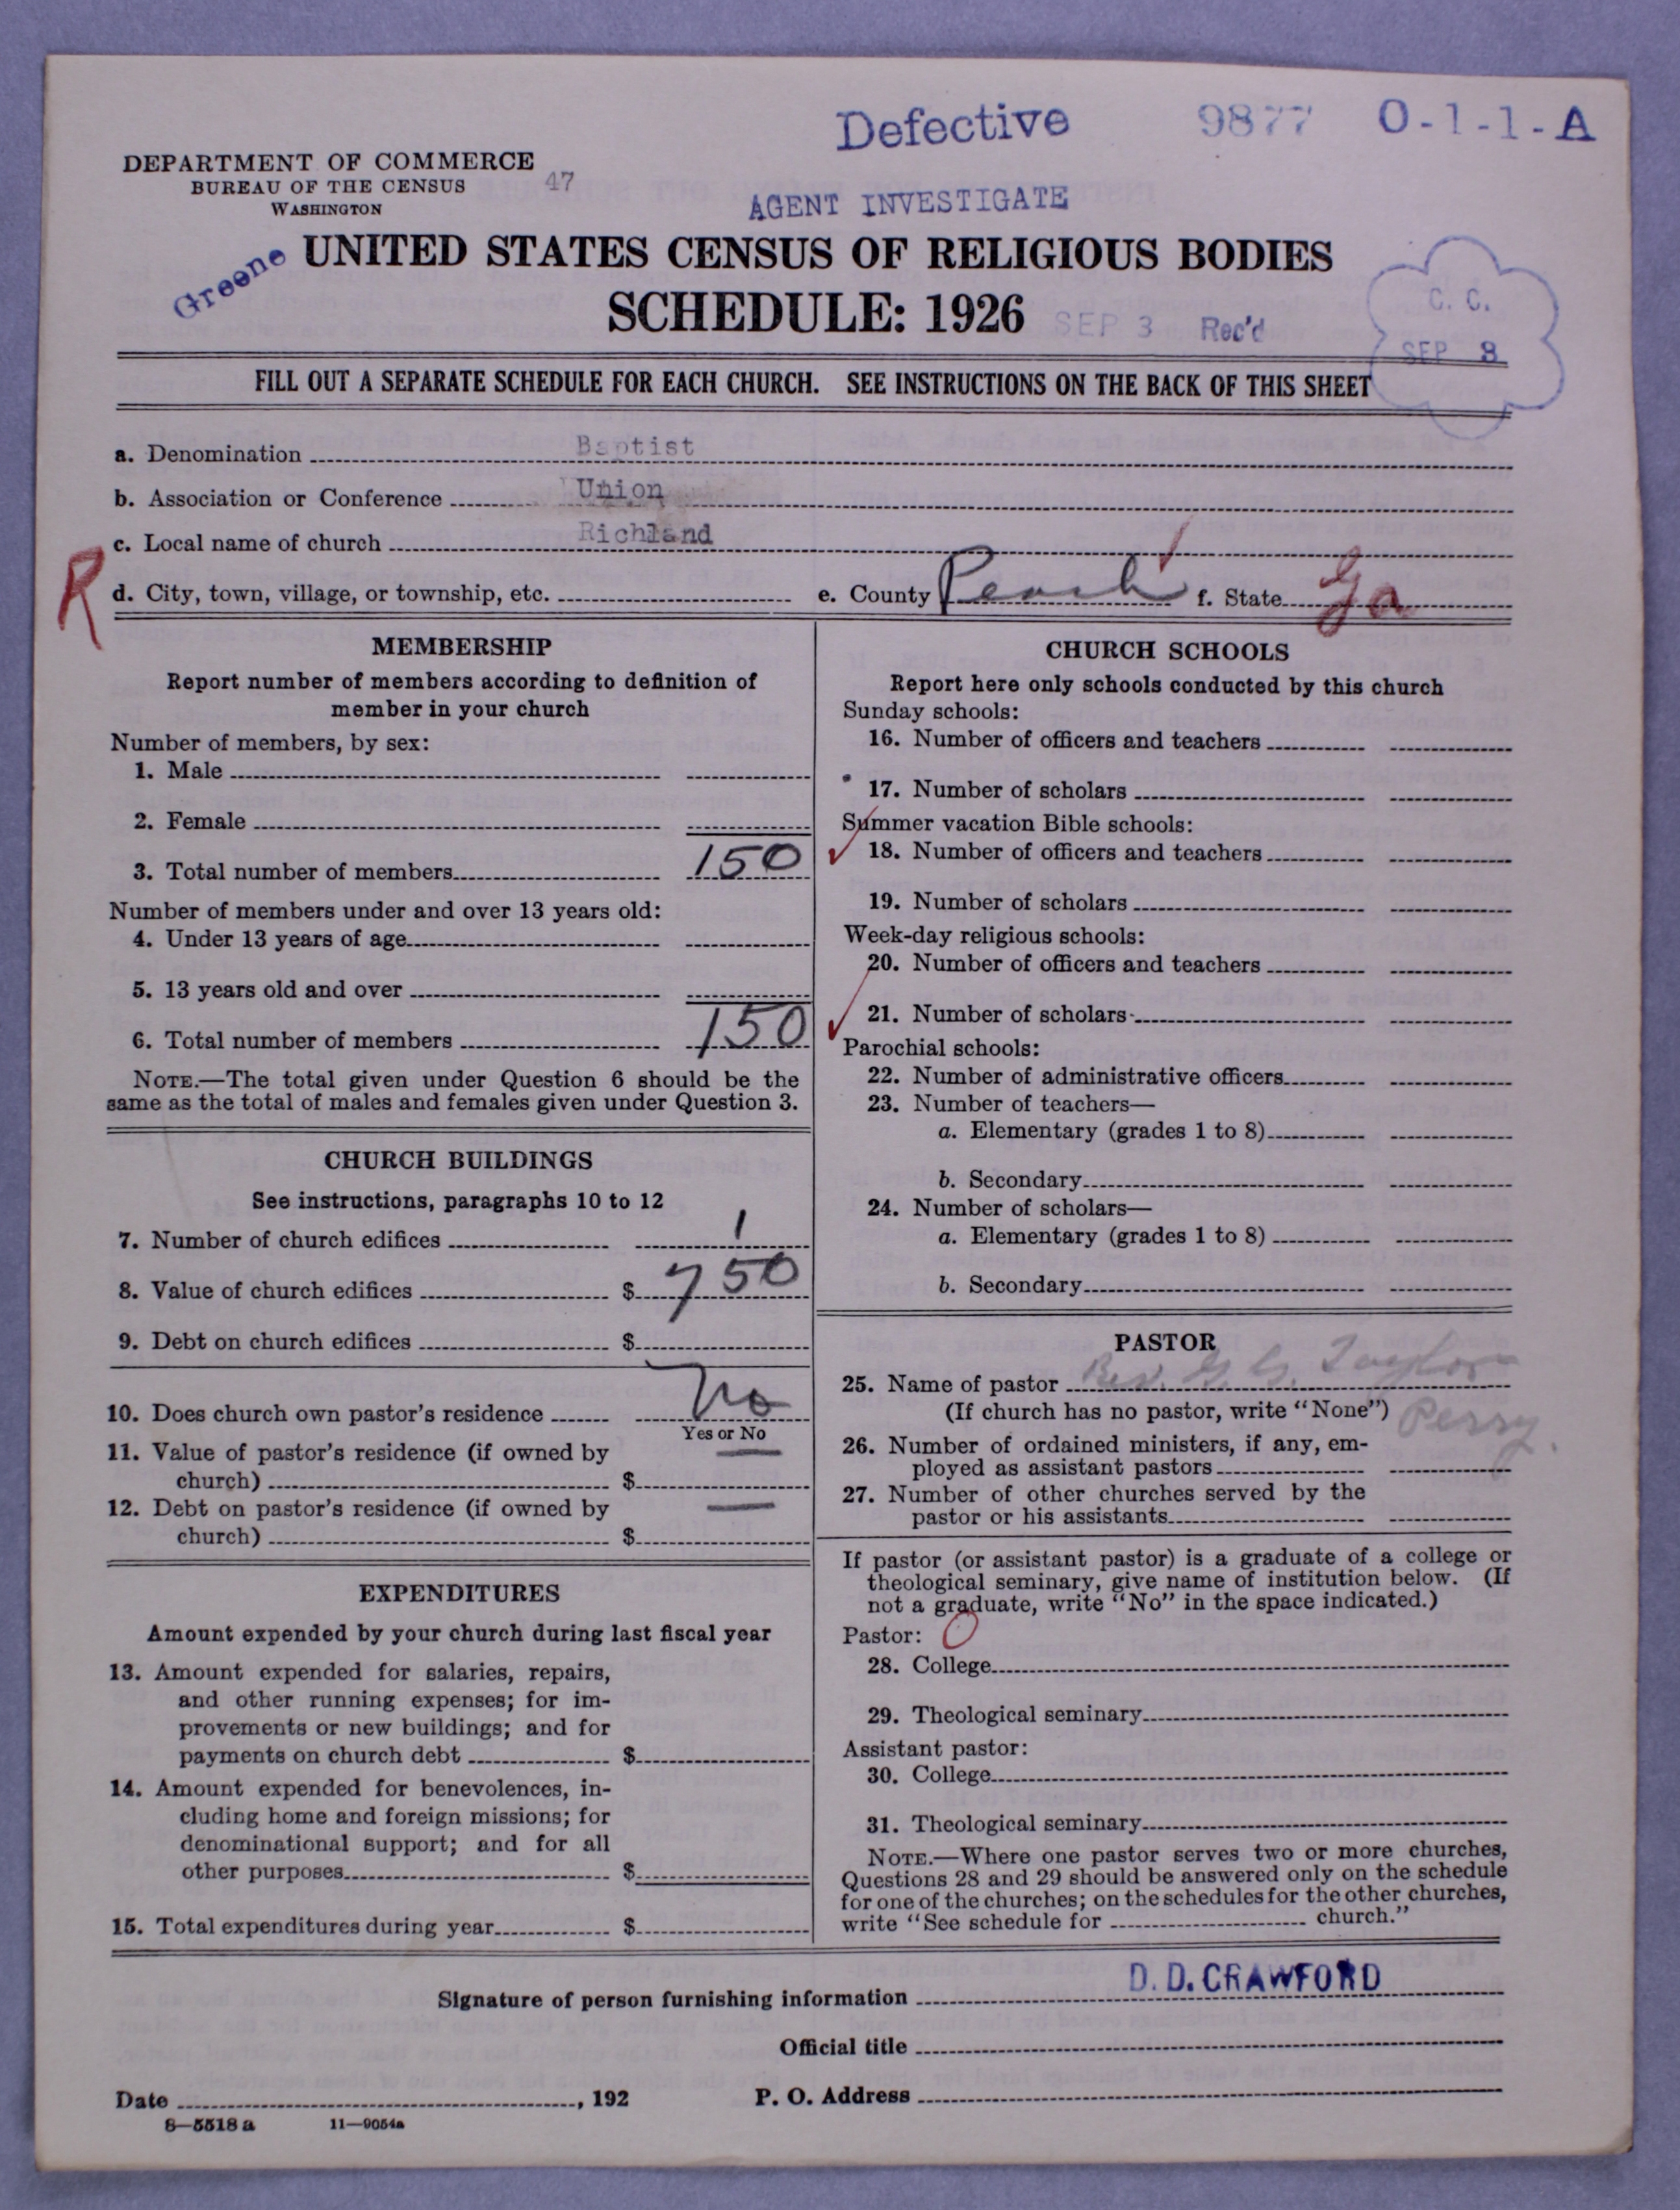 Defective 9877 O-1-1-A
DEPARTMENT OF COMMERCE
BUREAU OF THE CENSUS 47
WASHINGTON
AGENT INVESTIGATE
Greene
UNITED STATES CENSUS OF RELIGIOUS BODIES
SCHEDULE: 1926
SEP 3 Rec'd
C. C.
SEP 8
FILL OUT A SEPARATE SCHEDULE FOR EACH CHURCH. SEE INSTRUCTIONS ON THE BACK OF THIS SHEET
a. Denomination Baptist
b. Association or Conference Union
c. Local name of church Richland
R
d. City, town, village, or township, etc. e. County Peach f. State Ga
MEMBERSHIP
Report number of members according to definition of
member in your church
Number of members, by sex:
1. Male
2. Female
3. Total number of members 150
Number of members under and over 13 years old:
4. Under 13 years of age
5. 13 years old and over
6. Total number of members 150
NOTE.—The total given under Question 6 should be the
same as the total of males and females given under Question 3.
CHURCH BUILDINGS
See instructions, paragraphs 10 to 12
7. Number of church edifices 1
8. Value of church edifices $ 750
9. Debt on church edifices $
10. Does church own pastor's residence No
Yes or No
11. Value of pastor's residence (if owned by
church) $ —
12. Debt on pastor's residence (if owned by
church) $ —
EXPENDITURES
Amount expended by your church during last fiscal year
13. Amount expended for salaries, repairs,
and other running expenses; for im-
provements or new buildings; and for
payments on church debt $
14. Amount expended for benevolences, in-
cluding home and foreign missions; for
denominational support; and for all
other purposes $
15. Total expenditures during year $
CHURCH SCHOOLS
Report here only schools conducted by this church
Sunday schools:
16. Number of officers and teachers
17. Number of scholars
Summer vacation Bible schools:
18. Number of officers and teachers
19. Number of scholars
Week-day religious schools:
20. Number of officers and teachers
21. Number of scholars
Parochial schools:
22. Number of administrative officers
23. Number of teachers—
a. Elementary (grades 1 to 8)
b. Secondary
24. Number of scholars—
a. Elementary (grades 1 to 8)
b. Secondary
PASTOR
25. Name of pastor Rev. G. G. Taylor
(If church has no pastor, write "None") Perry.
26. Number of ordained ministers, if any, em-
ployed as assistant pastors
27. Number of other churches served by the
pastor or his assistants
If pastor (or assistant pastor) is a graduate of a college or
theological seminary, give name of institution below. (If
not a graduate, write "No" in the space indicated.)
Pastor: O
28. College
29. Theological seminary
Assistant pastor:
30. College
31. Theological seminary
NOTE.—Where one pastor serves two or more churches,
Questions 28 and 29 should be answered only on the schedule
for one of the churches; on the schedules for the other churches,
write "See schedule for church."
Signature of person furnishing information D. D. CRAWFORD
Official title
Date , 192 P. O. Address
8—5518 a 11—9054a